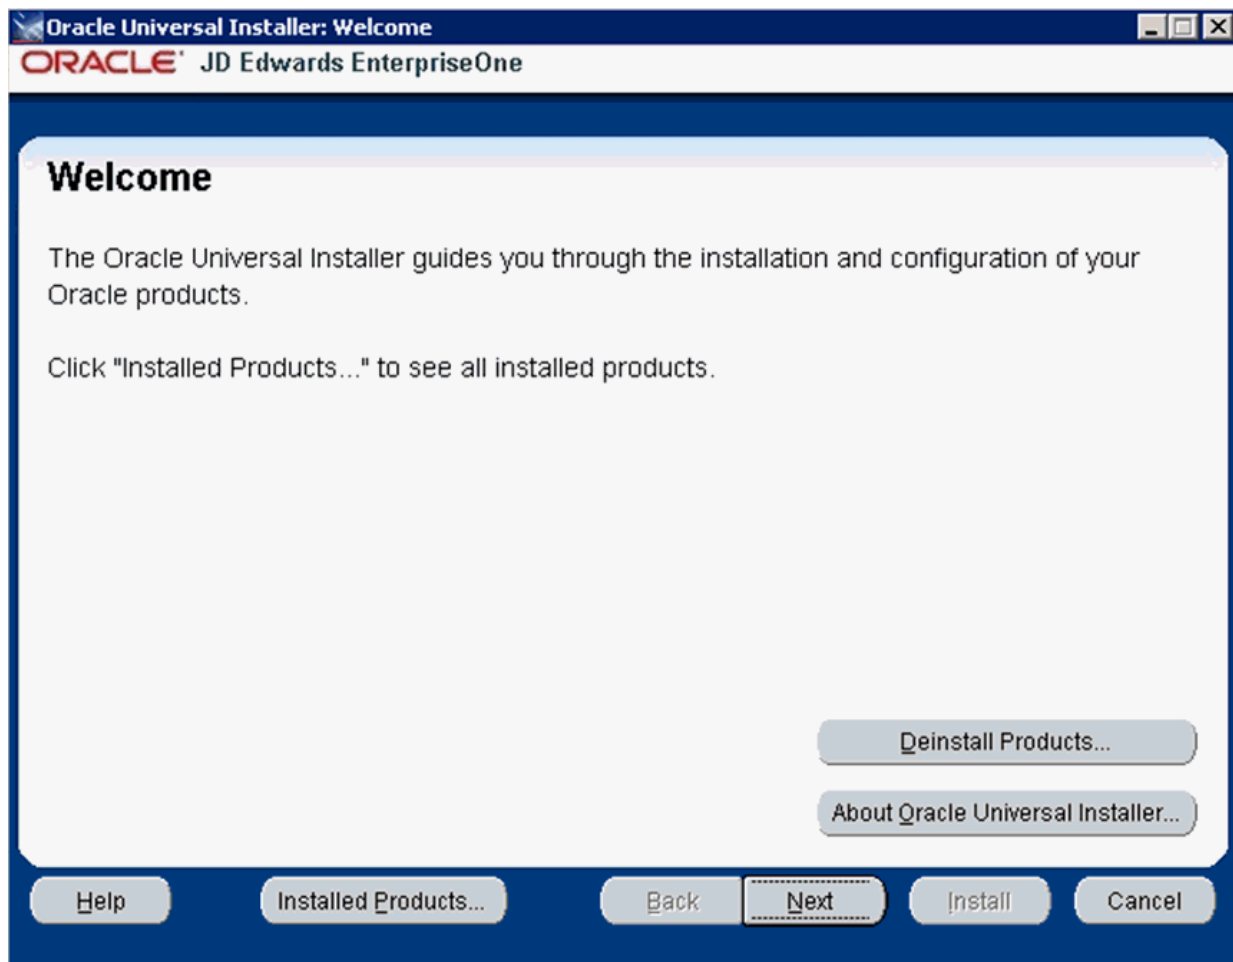 Oracle Universal Installer: Welcome
ORACLE JD Edwards EnterpriseOne
Welcome
The Oracle Universal Installer guides you through the installation and configuration of your
Oracle products.
Click "Installed Products..." to see all installed products.
Deinstall Products...
About Oracle Universal Installer...
Help Installed Products... Back Next Install Cancel